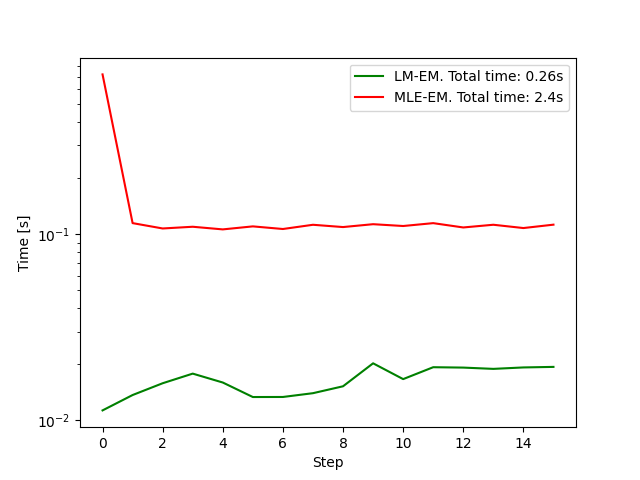 LM-EM. Total time: 0.26s
MLE-EM. Total time: 2.4s
Time [s]
10⁻¹
10⁻²
0 2 4 6 8 10 12 14
Step